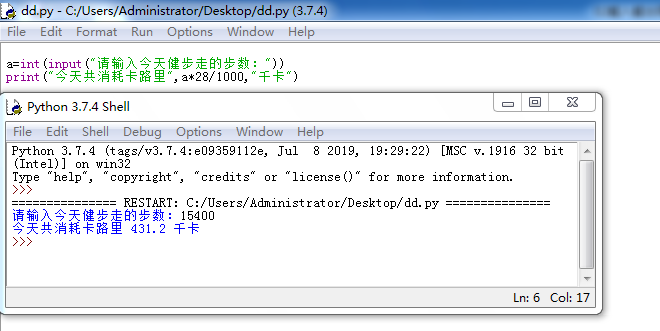 dd.py - C:/Users/Administrator/Desktop/dd.py (3.7.4)
File Edit Format Run Options Window Help
a=int(input("请输入今天健步走的步数："))
print("今天共消耗卡路里",a*28/1000,"千卡")
Python 3.7.4 Shell
File Edit Shell Debug Options Window Help
Python 3.7.4 (tags/v3.7.4:e09359112e, Jul  8 2019, 19:29:22) [MSC v.1916 32 bit
(Intel)] on win32
Type "help", "copyright", "credits" or "license()" for more information.
>>>
============== RESTART: C:/Users/Administrator/Desktop/dd.py ==============
请输入今天健步走的步数：15400
今天共消耗卡路里 431.2 千卡
>>>
Ln: 6 Col: 17